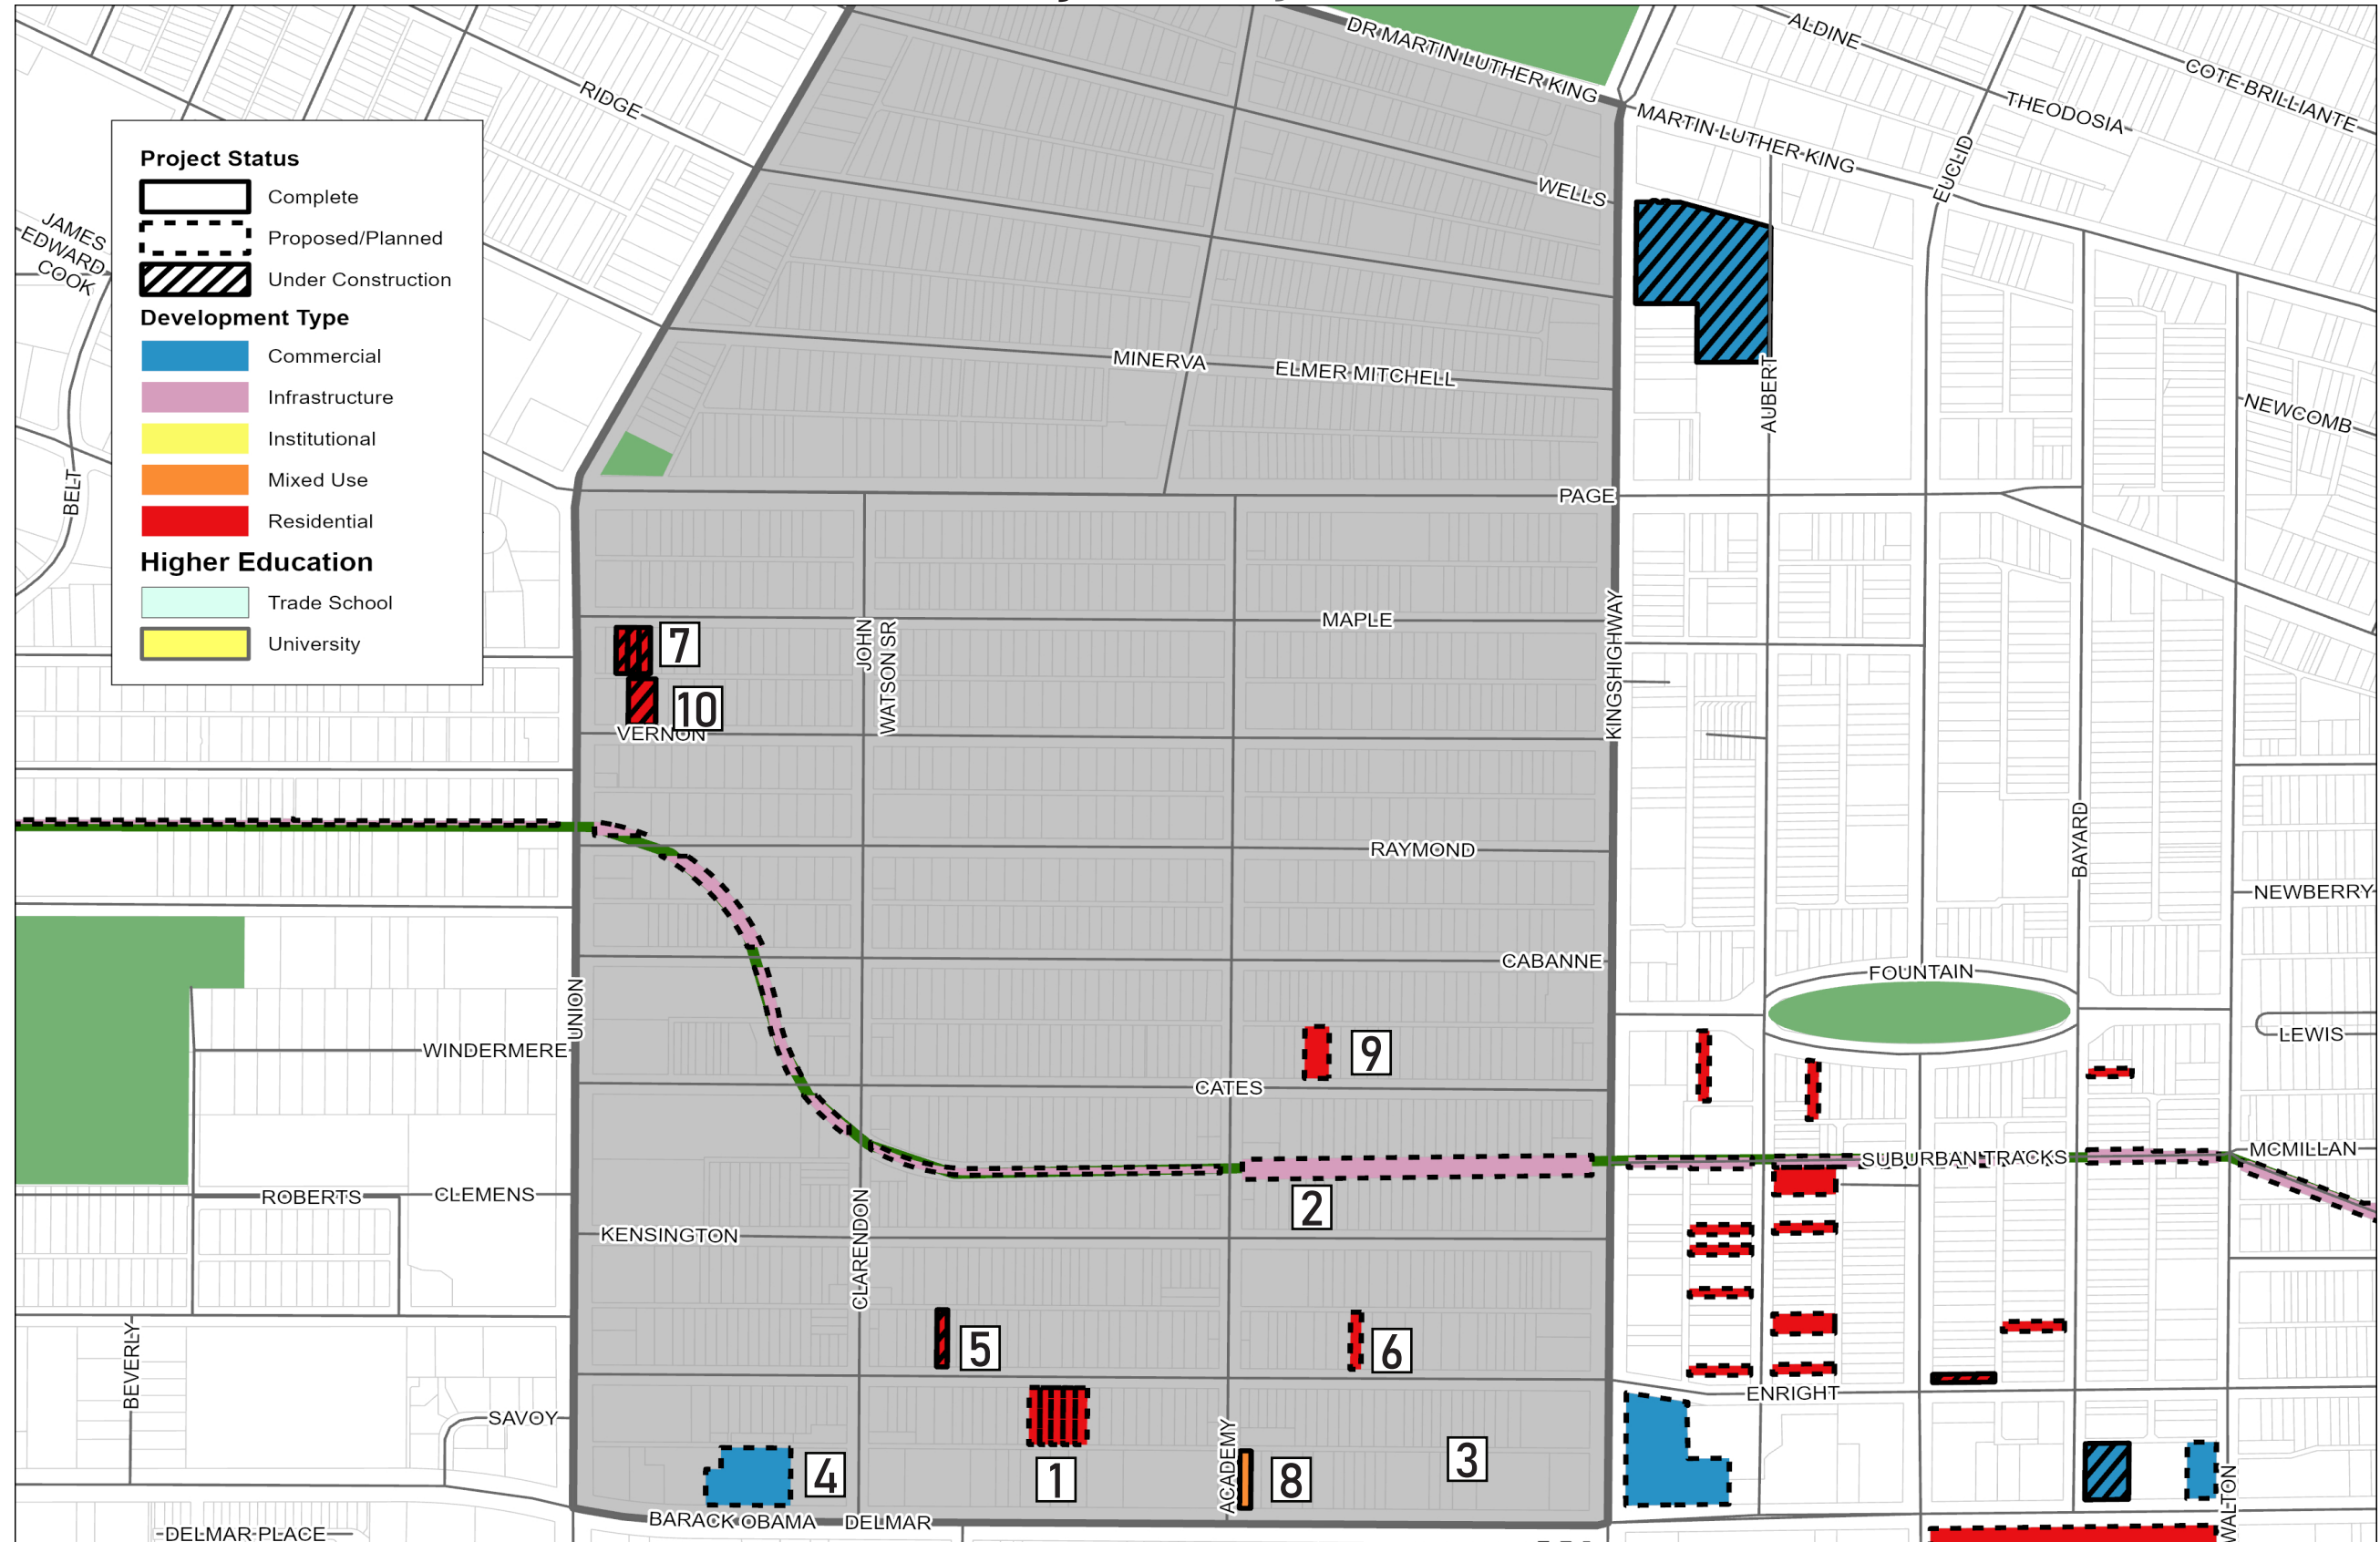 DR MARTIN LUTHER KING
ALDINE
COTE BRILLIANTE
THEODOSIA
RIDGE
MARTIN LUTHER KING
EUCLID
WELLS
Project Status
Complete
Proposed/Planned
Under Construction
Development Type
Commercial
Infrastructure
Institutional
Mixed Use
Residential
Higher Education
Trade School
University
JAMES
EDWARD
COOK
BELT
MINERVA
ELMER MITCHELL
AUBERT
NEWCOMB
PAGE
MAPLE
7
JOHN
WATSON SR
KINGSHIGHWAY
10
VERNON
RAYMOND
BAYARD
NEWBERRY
CABANNE
FOUNTAIN
UNION
LEWIS
WINDERMERE
9
CATES
SUBURBAN TRACKS
MCMILLAN
ROBERTS
CLEMENS
2
KENSINGTON
CLARENDON
BEVERLY
5
6
ENRIGHT
SAVOY
ACADEMY
3
4
1
8
WALTON
BARACK OBAMA
DELMAR
DELMAR PLACE